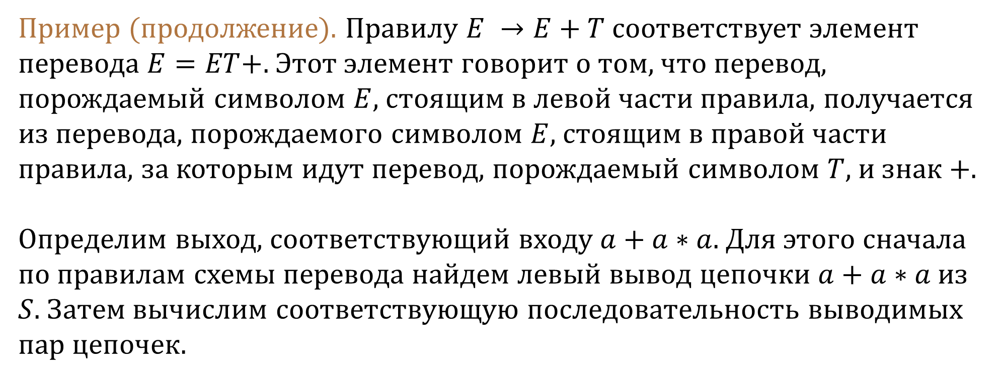 Пример (продолжение). Правилу E → E + T соответствует элемент
перевода E = ET+. Этот элемент говорит о том, что перевод,
порождаемый символом E, стоящим в левой части правила, получается
из перевода, порождаемого символом E, стоящим в правой части
правила, за которым идут перевод, порождаемый символом T, и знак +.
Определим выход, соответствующий входу a + a ∗ a. Для этого сначала
по правилам схемы перевода найдем левый вывод цепочки a + a ∗ a из
S. Затем вычислим соответствующую последовательность выводимых
пар цепочек.